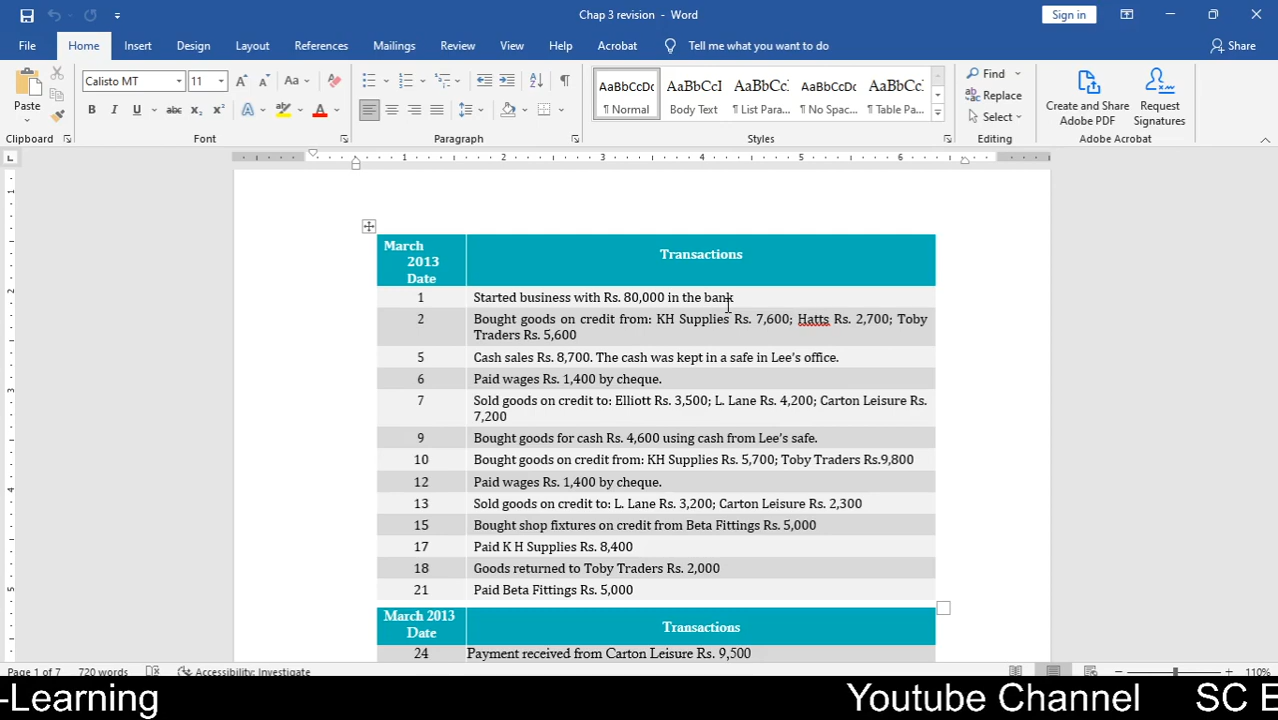 Chap 3 revision - Word
Sign in
File Home Insert Design Layout References Mailings Review View Help Acrobat Tell me what you want to do Share
Paste
Calisto MT 11
AaBbCcDc AaBbCcI AaBbCc: AaBbCcDc AaBbCc
¶ Normal Body Text ¶ List Para... ¶ No Spac... ¶ Table Pa...
Find
Replace
Select
Create and Share Adobe PDF
Request Signatures
Clipboard Font Paragraph Styles Editing Adobe Acrobat
March 2013 Date Transactions
1 Started business with Rs. 80,000 in the bank
2 Bought goods on credit from: KH Supplies Rs. 7,600; Hatts Rs. 2,700; Toby
Traders Rs. 5,600
5 Cash sales Rs. 8,700. The cash was kept in a safe in Lee's office.
6 Paid wages Rs. 1,400 by cheque.
7 Sold goods on credit to: Elliott Rs. 3,500; L. Lane Rs. 4,200; Carton Leisure Rs.
7,200
9 Bought goods for cash Rs. 4,600 using cash from Lee's safe.
10 Bought goods on credit from: KH Supplies Rs. 5,700; Toby Traders Rs.9,800
12 Paid wages Rs. 1,400 by cheque.
13 Sold goods on credit to: L. Lane Rs. 3,200; Carton Leisure Rs. 2,300
15 Bought shop fixtures on credit from Beta Fittings Rs. 5,000
17 Paid K H Supplies Rs. 8,400
18 Goods returned to Toby Traders Rs. 2,000
21 Paid Beta Fittings Rs. 5,000
March 2013 Date Transactions
24 Payment received from Carton Leisure Rs. 9,500
Page 1 of 7 720 words Accessibility: Investigate 110%
-Learning Youtube Channel SC E